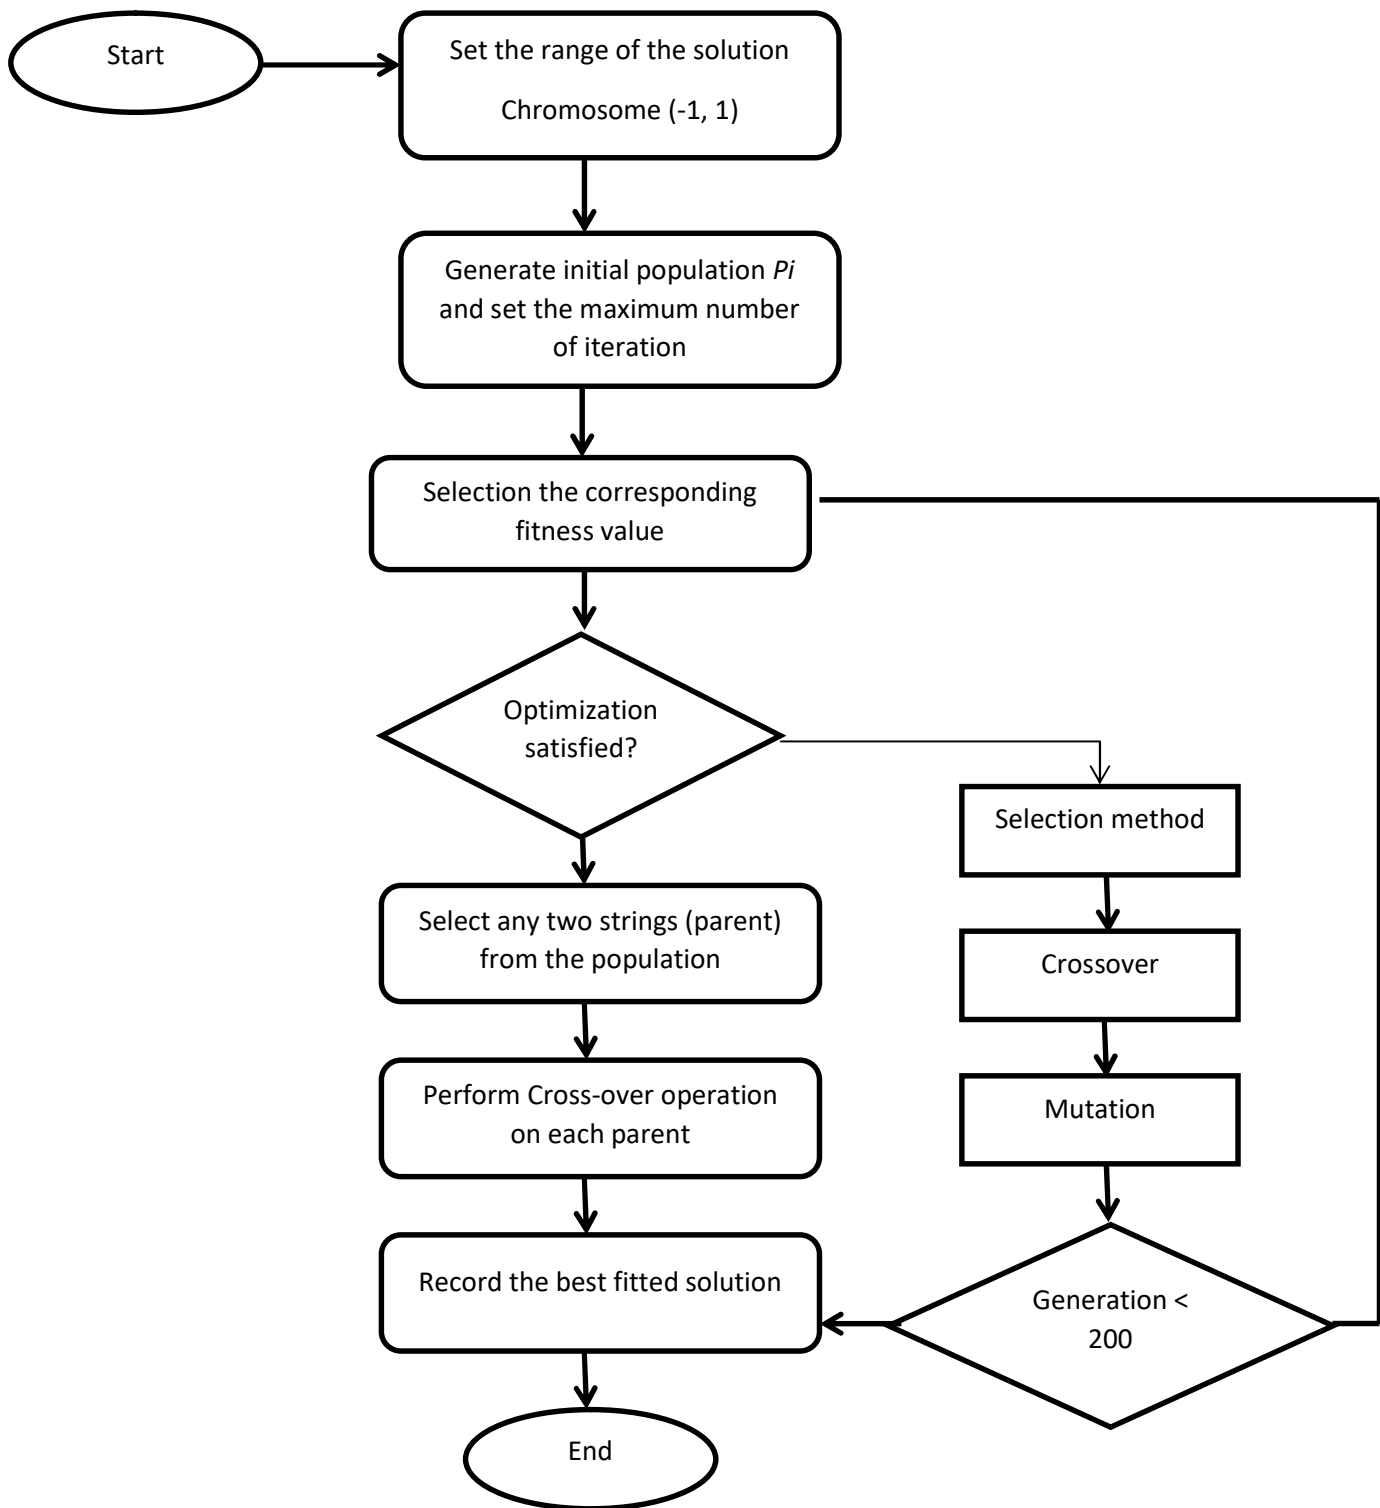 Start
Set the range of the solution
Chromosome (-1, 1)
Generate initial population Pi
and set the maximum number
of iteration
Selection the corresponding
fitness value
Optimization
satisfied?
Selection method
Select any two strings (parent)
from the population
Crossover
Perform Cross-over operation
on each parent
Mutation
Record the best fitted solution
Generation <
200
End